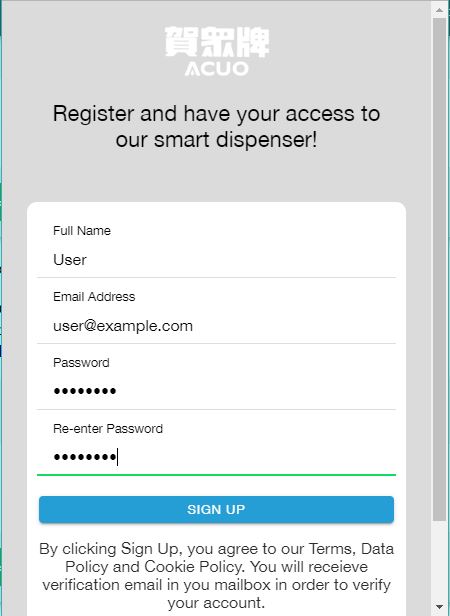 賀眾牌
ACUO
Register and have your access to
our smart dispenser!
Full Name
User
Email Address
user@example.com
Password
••••••••
Re-enter Password
••••••••
SIGN UP
By clicking Sign Up, you agree to our Terms, Data
Policy and Cookie Policy. You will receieve
verification email in you mailbox in order to verify
your account.